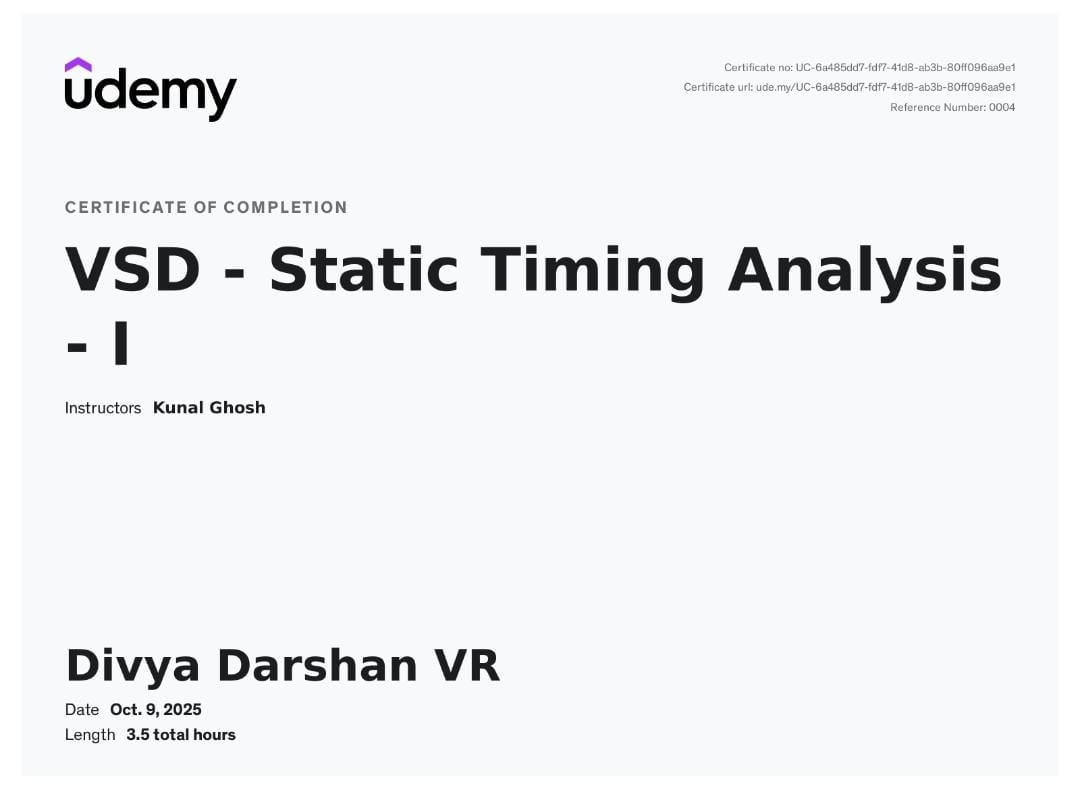 udemy
Certificate no: UC-6a485dd7-fdf7-41d8-ab3b-80ff096aa9e1
Certificate url: ude.my/UC-6a485dd7-fdf7-41d8-ab3b-80ff096aa9e1
Reference Number: 0004
CERTIFICATE OF COMPLETION
VSD - Static Timing Analysis
- I
Instructors Kunal Ghosh
Divya Darshan VR
Date Oct. 9, 2025
Length 3.5 total hours